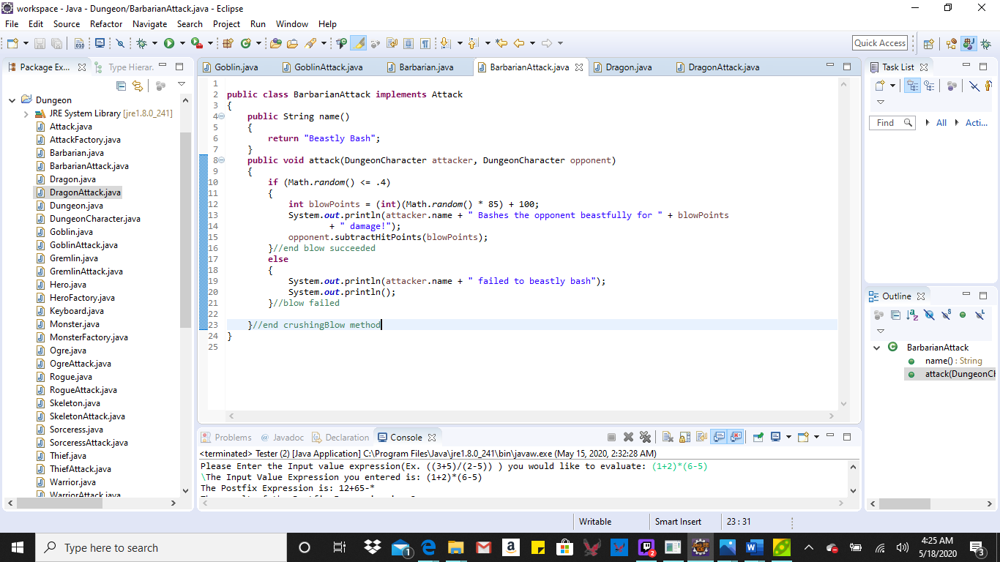 workspace - Java - Dungeon/BarbarianAttack.java - Eclipse
File Edit Source Refactor Navigate Search Project Run Window Help
Quick Access
Package Ex... Type Hierar.
Dungeon
JRE System Library [jre1.8.0_241]
Attack.java
AttackFactory.java
Barbarian.java
BarbarianAttack.java
Dragon.java
DragonAttack.java
Dungeon.java
DungeonCharacter.java
Goblin.java
GoblinAttack.java
Gremlin.java
GremlinAttack.java
Hero.java
HeroFactory.java
Keyboard.java
Monster.java
MonsterFactory.java
Ogre.java
OgreAttack.java
Rogue.java
RogueAttack.java
Skeleton.java
SkeletonAttack.java
Sorceress.java
SorceressAttack.java
Thief.java
ThiefAttack.java
Warrior.java
WarriorAttack.java
Goblin.java GoblinAttack.java Barbarian.java BarbarianAttack.java Dragon.java DragonAttack.java
1
2 public class BarbarianAttack implements Attack
3 {
4 public String name()
5 {
6 return "Beastly Bash";
7 }
8 public void attack(DungeonCharacter attacker, DungeonCharacter opponent)
9 {
10 if (Math.random() <= .4)
11 {
12 int blowPoints = (int)(Math.random() * 85) + 100;
13 System.out.println(attacker.name + " Bashes the opponent beastfully for " + blowPoints
14 + " damage!");
15 opponent.subtractHitPoints(blowPoints);
16 }//end blow succeeded
17 else
18 {
19 System.out.println(attacker.name + " failed to beastly bash");
20 System.out.println();
21 }//blow failed
22
23 }//end crushingBlow method
24 }
25
Problems @ Javadoc Declaration Console
<terminated> Tester (2) [Java Application] C:\Program Files\Java\jre1.8.0_241\bin\javaw.exe (May 15, 2020, 2:32:28 AM)
Please Enter the Input value expression(Ex. ((3+5)/(2-5)) ) you would like to evaluate: (1+2)*(6-5)
\The Input Value Expression you entered is: (1+2)*(6-5)
The Postfix Expression is: 12+65-*
Task List
Find All Acti...
Outline
BarbarianAttack
name() : String
attack(DungeonCh
Writable Smart Insert 23 : 31
Type here to search
1
2
4:25 AM
5/18/2020
3